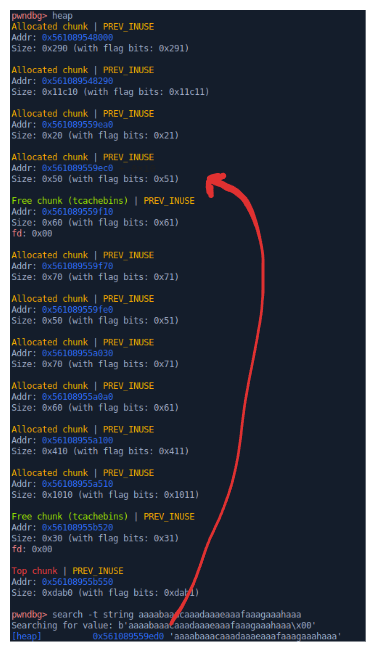 pwndbg> heap
Allocated chunk | PREV_INUSE
Addr: 0x561089548000
Size: 0x290 (with flag bits: 0x291)
Allocated chunk | PREV_INUSE
Addr: 0x561089548290
Size: 0x11c10 (with flag bits: 0x11c11)
Allocated chunk | PREV_INUSE
Addr: 0x561089559ea0
Size: 0x20 (with flag bits: 0x21)
Allocated chunk | PREV_INUSE
Addr: 0x561089559ec0
Size: 0x50 (with flag bits: 0x51)
Free chunk (tcachebins) | PREV_INUSE
Addr: 0x561089559f10
Size: 0x60 (with flag bits: 0x61)
fd: 0x00
Allocated chunk | PREV_INUSE
Addr: 0x561089559f70
Size: 0x70 (with flag bits: 0x71)
Allocated chunk | PREV_INUSE
Addr: 0x561089559fe0
Size: 0x50 (with flag bits: 0x51)
Allocated chunk | PREV_INUSE
Addr: 0x56108955a030
Size: 0x70 (with flag bits: 0x71)
Allocated chunk | PREV_INUSE
Addr: 0x56108955a0a0
Size: 0x60 (with flag bits: 0x61)
Allocated chunk | PREV_INUSE
Addr: 0x56108955a100
Size: 0x410 (with flag bits: 0x411)
Allocated chunk | PREV_INUSE
Addr: 0x56108955a510
Size: 0x1010 (with flag bits: 0x1011)
Free chunk (tcachebins) | PREV_INUSE
Addr: 0x56108955b520
Size: 0x30 (with flag bits: 0x31)
fd: 0x00
Top chunk | PREV_INUSE
Addr: 0x56108955b550
Size: 0xdab0 (with flag bits: 0xdab1)
pwndbg> search -t string aaaabaaacaaadaaaeaaafaaagaaahaaa
Searching for value: b'aaaabaaacaaadaaaeaaafaaagaaahaaa\x00'
[heap] 0x561089559ed0 'aaaabaaacaaadaaaeaaafaaagaaahaaa'